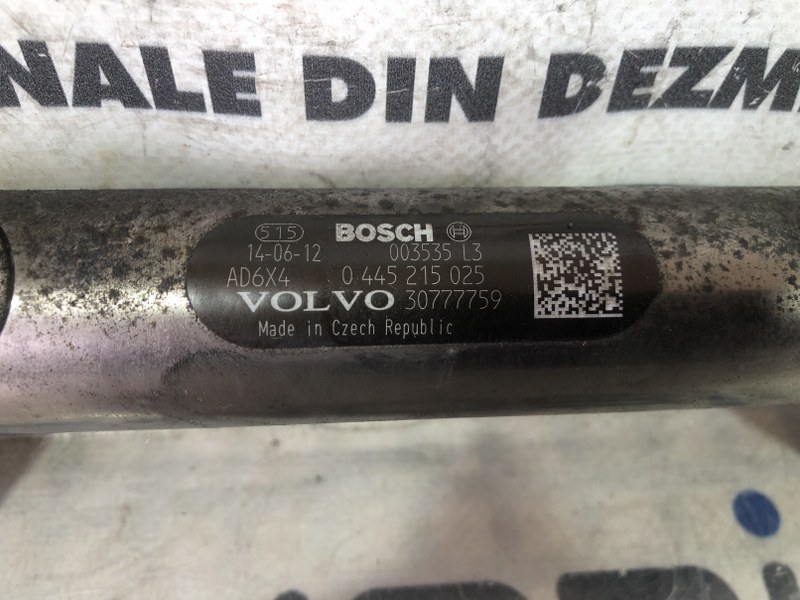 NALE DIN DEZM
515 BOSCH
14-06-12 003535 L3
AD6X4 0 445 215 025
VOLVO 30777759
Made in Czech Republic